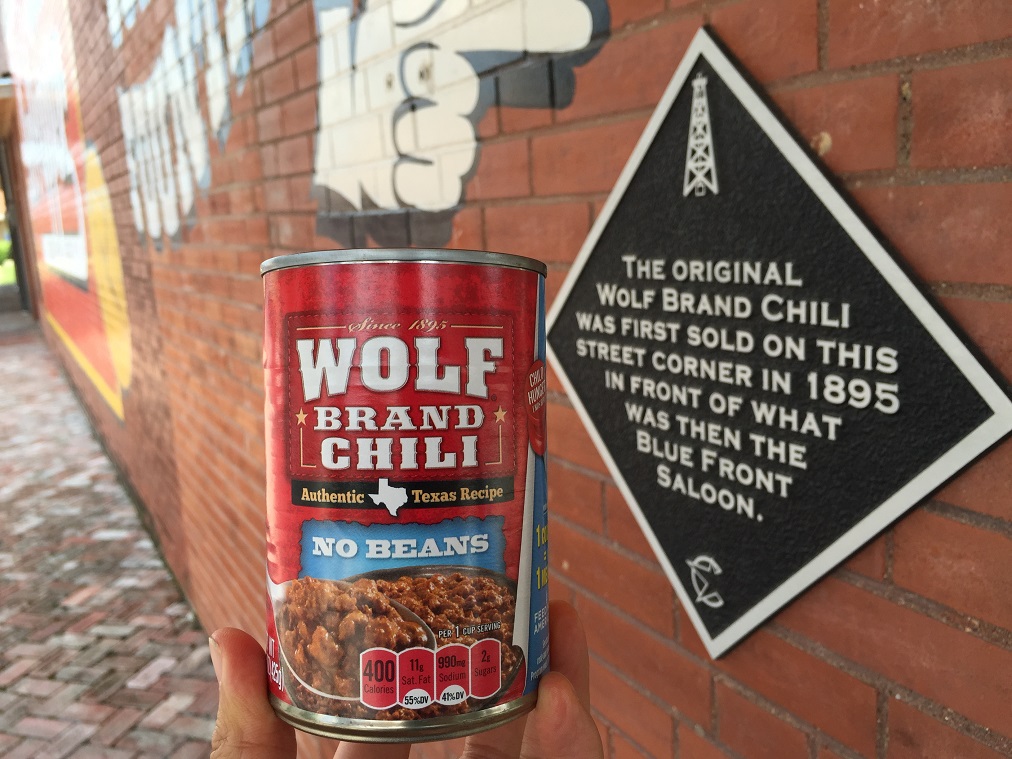 Since 1895
WOLF
BRAND
CHILI
Authentic Texas Recipe
NO BEANS
PER 1 CUP SERVING
400
Calories
11g
Sat. Fat
55%DV
990mg
Sodium
41%DV
2g
Sugars
THE ORIGINAL
WOLF BRAND CHILI
WAS FIRST SOLD ON THIS
STREET CORNER IN 1895
IN FRONT OF WHAT
WAS THEN THE
BLUE FRONT
SALOON.